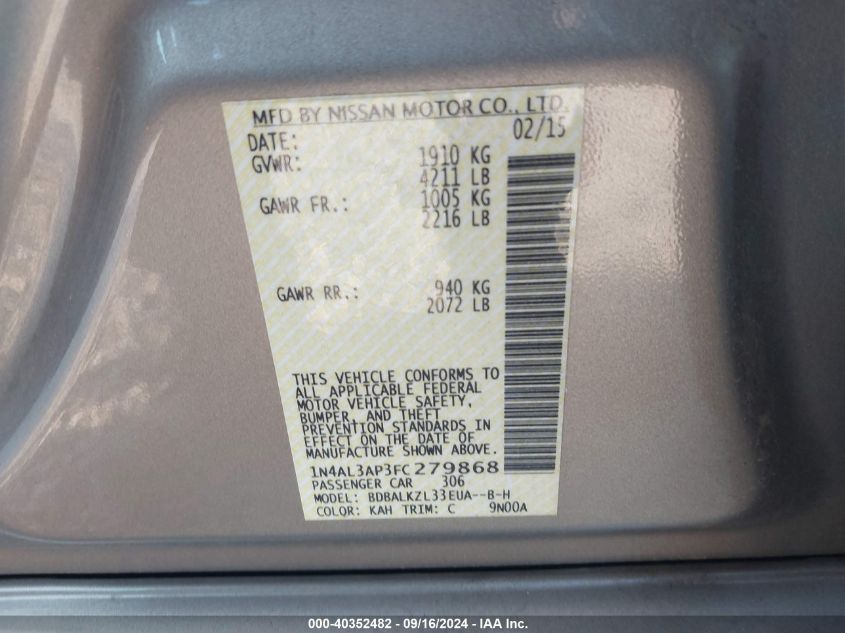 MFD BY NISSAN MOTOR CO., LTD.
DATE: 02/15
GVWR: 1910 KG
4211 LB
GAWR FR.: 1005 KG
2216 LB
GAWR RR.: 940 KG
2072 LB
THIS VEHICLE CONFORMS TO
ALL APPLICABLE FEDERAL
MOTOR VEHICLE SAFETY,
BUMPER, AND THEFT
PREVENTION STANDARDS IN
EFFECT ON THE DATE OF
MANUFACTURE SHOWN ABOVE.
1N4AL3AP3FC279868
PASSENGER CAR 306
MODEL: BDBALKZL33EUA--B-H
COLOR: KAH TRIM: C 9N00A
000-40352482 - 09/16/2024 - IAA Inc.